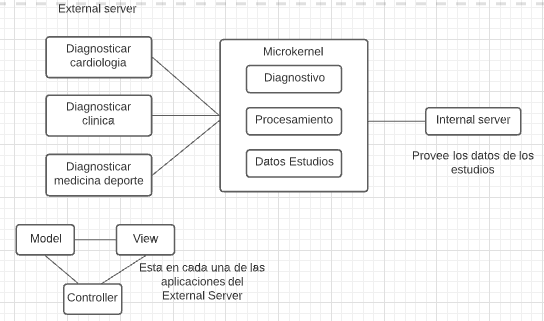 External server
Diagnosticar
cardiologia
Diagnosticar
clinica
Diagnosticar
medicina deporte
Microkernel
Diagnostivo
Procesamiento
Datos Estudios
Internal server
Provee los datos de los
estudios
Model
View
Controller
Esta en cada una de las
aplicaciones del
External Server